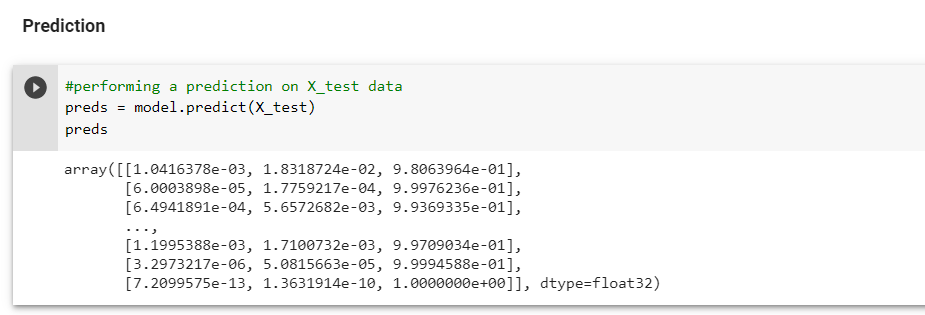 Prediction
#performing a prediction on X_test data
preds = model.predict(X_test)
preds
array([[1.0416378e-03, 1.8318724e-02, 9.8063964e-01],
[6.0003898e-05, 1.7759217e-04, 9.9976236e-01],
[6.4941891e-04, 5.6572682e-03, 9.9369335e-01],
...,
[1.1995388e-03, 1.7100732e-03, 9.9709034e-01],
[3.2973217e-06, 5.0815663e-05, 9.9994588e-01],
[7.2099575e-13, 1.3631914e-10, 1.0000000e+00]], dtype=float32)